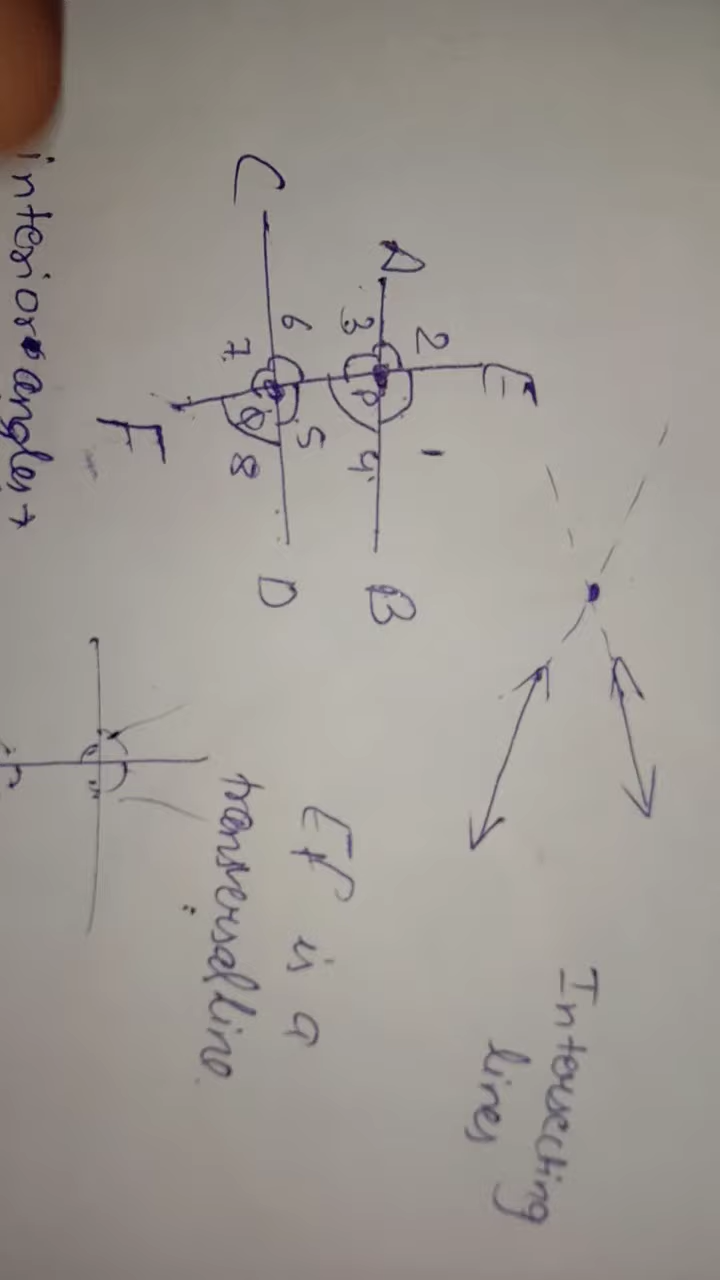 Intersecting
lines
E
2
1
A
B
3
P
4
EF is a
transversal line.
6
5
C
D
7
Q
8
F
interior angles →